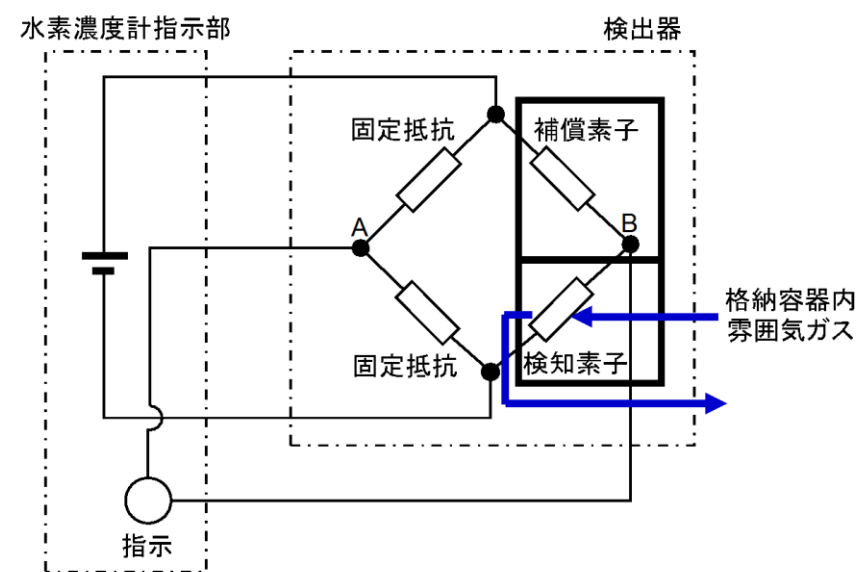 水素濃度計指示部
検出器
固定抵抗
補償素子
A
B
格納容器内
雰囲気ガス
固定抵抗
検知素子
指示